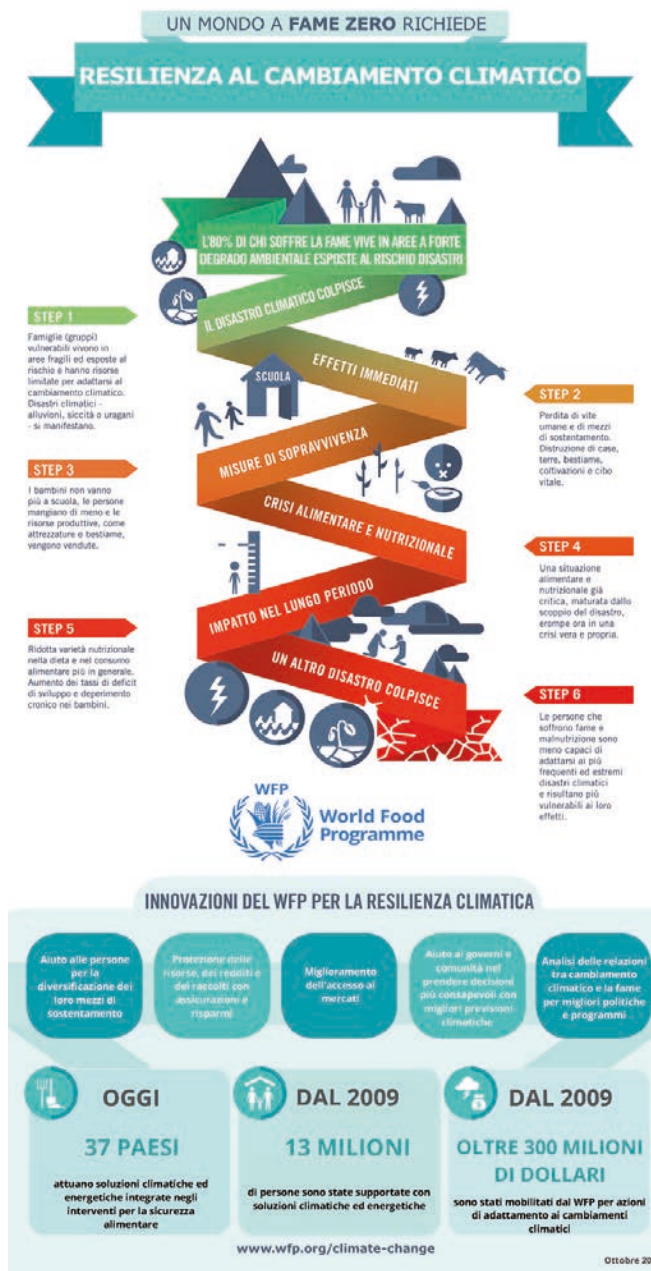 UN MONDO A FAME ZERO RICHIEDE
RESILIENZA AL CAMBIAMENTO CLIMATICO
L'80% DI CHI SOFFRE LA FAME VIVE IN AREE A FORTE
DEGRADO AMBIENTALE ESPOSTE AL RISCHIO DISASTRI
IL DISASTRO CLIMATICO COLPISCE
STEP 1
Famiglie (gruppi)
vulnerabili vivono in
aree fragili ed esposte al
rischio e hanno risorse
limitate per adattarsi al
cambiamento climatico.
Disastri climatici -
alluvioni, siccità o uragani
- si manifestano.
EFFETTI IMMEDIATI
SCUOLA
STEP 2
Perdita di vite
umane e di mezzi
di sostentamento.
Distruzione di case,
terre, bestiame,
coltivazioni e cibo
vitale.
MISURE DI SOPRAVVIVENZA
STEP 3
I bambini non vanno
più a scuola, le persone
mangiano di meno e le
risorse produttive, come
attrezzature e bestiame,
vengono vendute.
CRISI ALIMENTARE E NUTRIZIONALE
STEP 4
Una situazione
alimentare e
nutrizionale già
critica, maturata dallo
scoppio del disastro,
erompe ora in una
crisi vera e propria.
IMPATTO NEL LUNGO PERIODO
STEP 5
Ridotta varietà nutrizionale
nella dieta e nel consumo
alimentare più in generale.
Aumento dei tassi di deficit
di sviluppo e deperimento
cronico nei bambini.
UN ALTRO DISASTRO COLPISCE
STEP 6
Le persone che
soffrono fame e
malnutrizione sono
meno capaci di
adattarsi ai più
frequenti ed estremi
disastri climatici
e risultano più
vulnerabili ai loro
effetti.
WFP
World Food
Programme
INNOVAZIONI DEL WFP PER LA RESILIENZA CLIMATICA
Aiuto alle persone
per la
diversificazione dei
loro mezzi di
sostentamento
Protezione delle
risorse, dei redditi e
dei raccolti con
assicurazioni e
risparmi
Miglioramento
dell'accesso ai
mercati
Aiuto ai governi e
comunità nel
prendere decisioni
più consapevoli con
migliori previsioni
climatiche
Analisi delle relazioni
tra cambiamento
climatico e la fame
per migliori politiche
e programmi
OGGI
37 PAESI
attuano soluzioni climatiche ed
energetiche integrate negli
interventi per la sicurezza
alimentare
DAL 2009
13 MILIONI
di persone sono state supportate con
soluzioni climatiche ed energetiche
DAL 2009
OLTRE 300 MILIONI
DI DOLLARI
sono stati mobilitati dal WFP per azioni
di adattamento ai cambiamenti
climatici
www.wfp.org/climate-change
Ottobre 20